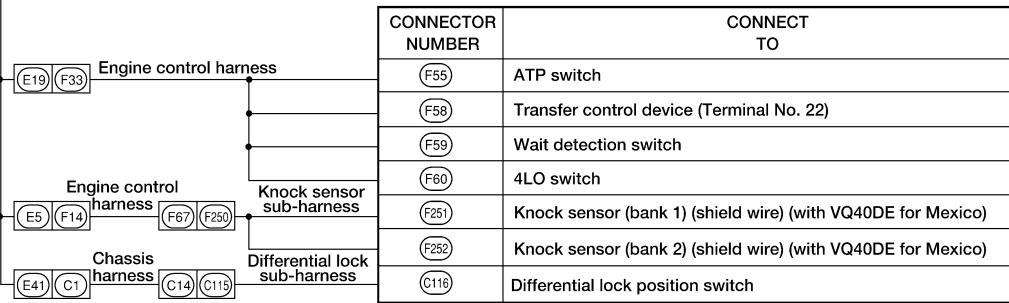 CONNECTOR NUMBER
CONNECT TO
E19 F33 Engine control harness F55 ATP switch
F58 Transfer control device (Terminal No. 22)
F59 Wait detection switch
F60 4LO switch
Engine control harness
Knock sensor sub-harness
E5 F14 F67 F250 F251 Knock sensor (bank 1) (shield wire) (with VQ40DE for Mexico)
F252 Knock sensor (bank 2) (shield wire) (with VQ40DE for Mexico)
Chassis harness
Differential lock sub-harness
E41 C1 C14 C115 C116 Differential lock position switch